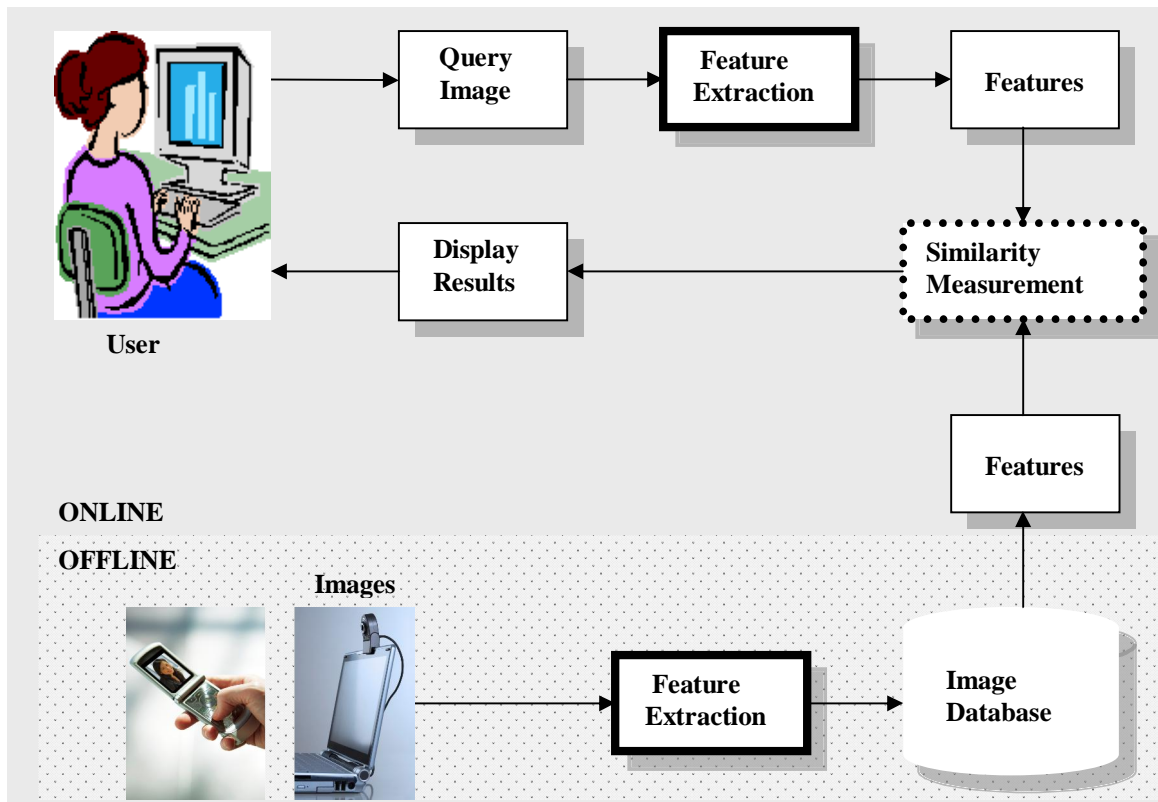 Query
Image
Feature
Extraction
Features
Display
Results
Similarity
Measurement
User
Features
ONLINE
OFFLINE
Images
Feature
Extraction
Image
Database